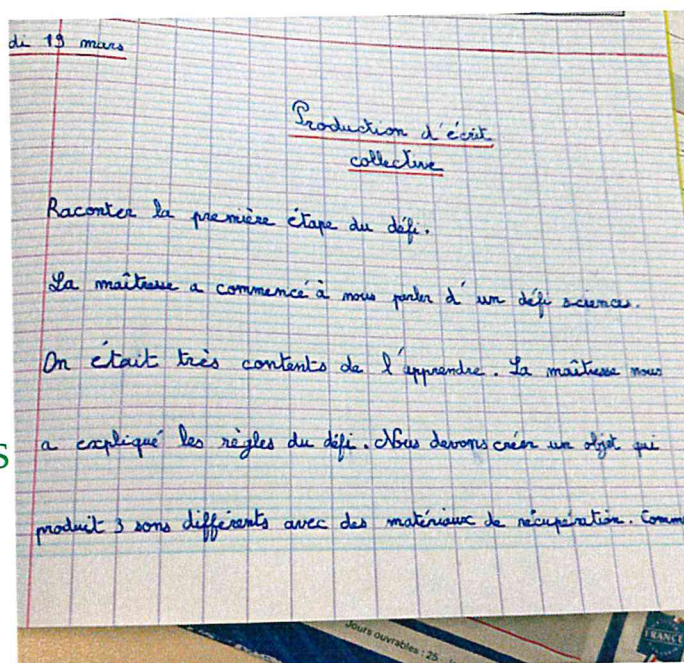 di 19 mars
Production d'écrit
collective
Raconter la première étape du défi.
La maîtresse a commencé à nous parler d'un défi sciences.
On était très contents de l'apprendre. La maîtresse nous
a expliqué les règles du défi. Nous devons créer un objet qui
S
produit 3 sons différents avec des matériaux de récupération. Comm
Jours ouvrables : 25
FRANCE